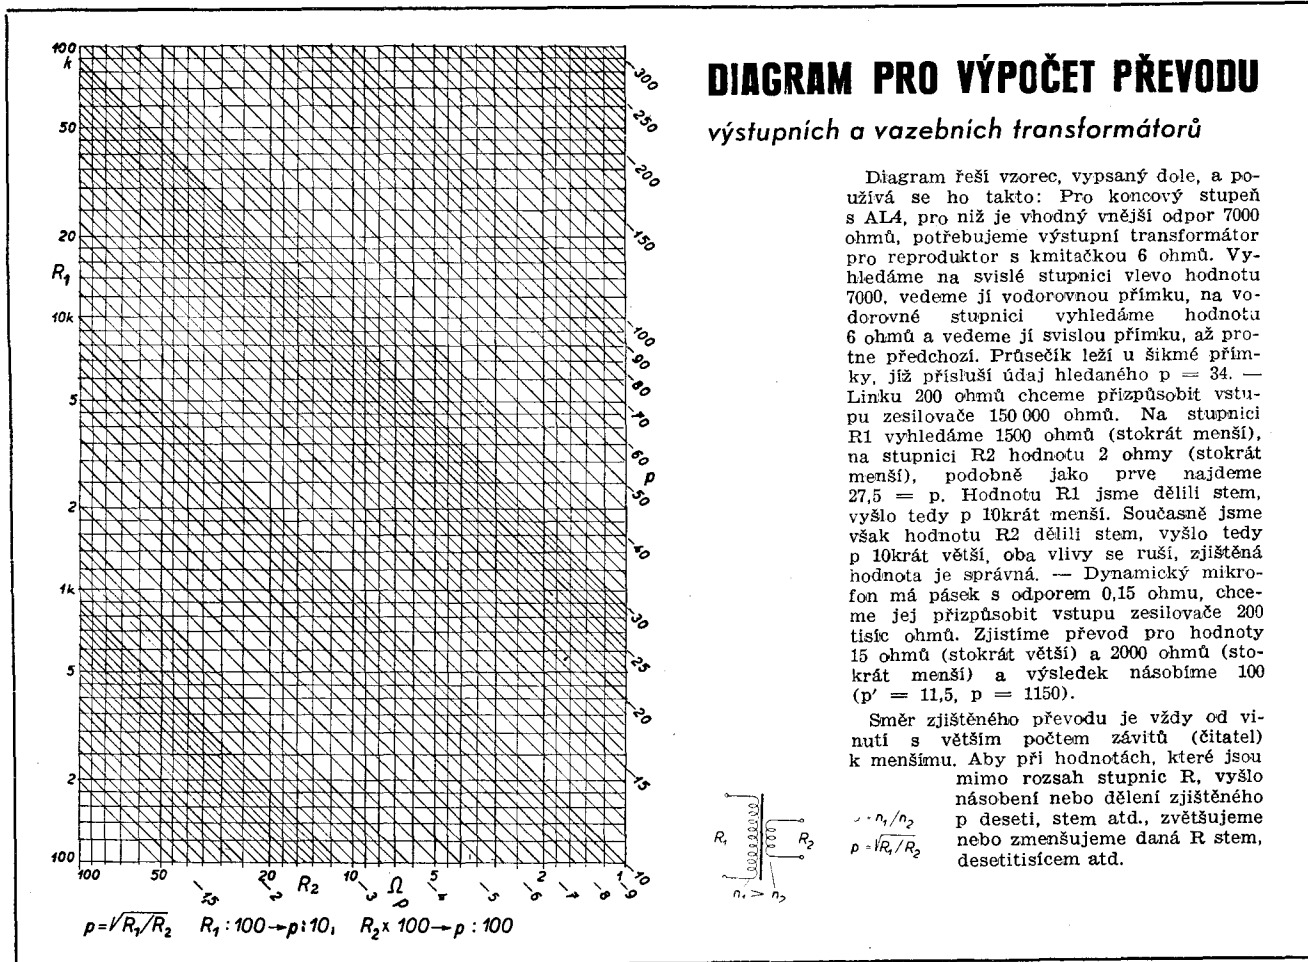 DIAGRAM PRO VÝPOČET PŘEVODU
výstupních a vazebních transformátorů
Diagram řeší vzorec, vypsaný dole, a po-
užívá se ho takto: Pro koncový stupeň
s AL4, pro niž je vhodný vnější odpor 7000
ohmů, potřebujeme výstupní transformátor
pro reproduktor s kmitačkou 6 ohmů. Vy-
hledáme na svislé stupnici vlevo hodnotu
7000, vedeme jí vodorovnou přímku, na vo-
dorovné stupnici vyhledáme hodnotu
6 ohmů a vedeme jí svislou přímku, až pro-
tne předchozí. Průsečík leží u šikmé přím-
ky, jíž přísluší údaj hledaného p = 34. —
Linku 200 ohmů chceme přizpůsobit vstu-
pu zesilovače 150 000 ohmů. Na stupnici
R1 vyhledáme 1500 ohmů (stokrát menší),
na stupnici R2 hodnotu 2 ohmy (stokrát
menší), podobně jako prve najdeme
27,5 = p. Hodnotu R1 jsme dělili stem,
vyšlo tedy p 10krát menší. Současně jsme
však hodnotu R2 dělili stem, vyšlo tedy
p 10krát větší, oba vlivy se ruší, zjištěná
hodnota je správná. — Dynamický mikro-
fon má pásek s odporem 0,15 ohmu, chce-
me jej přizpůsobit vstupu zesilovače 200
tisíc ohmů. Zjistíme převod pro hodnoty
15 ohmů (stokrát větší) a 2000 ohmů (sto-
krát menší) a výsledek násobíme 100
(p' = 11,5, p = 1150).
Směr zjištěného převodu je vždy od vi-
nutí s větším počtem závitů (čitatel)
k menšímu. Aby při hodnotách, které jsou
mimo rozsah stupnic R, vyšlo
násobení nebo dělení zjištěného
p deseti, stem atd., zvětšujeme
nebo zmenšujeme daná R stem,
desetitisícem atd.
R₁
R₂
n₁ > n₂
= n₁/n₂
p = √R₁/R₂
100
k
50
20
R₁
10k
5
2
1k
5
2
100
300
250
200
150
100
90
80
70
60
p
50
40
30
25
20
15
100
50
20
R₂
10
Ω
5
2
1
1,5
2
3
p
4
5
6
7
8
9
10
p=√R₁/R₂ R₁:100→p:10, R₂x100→p:100